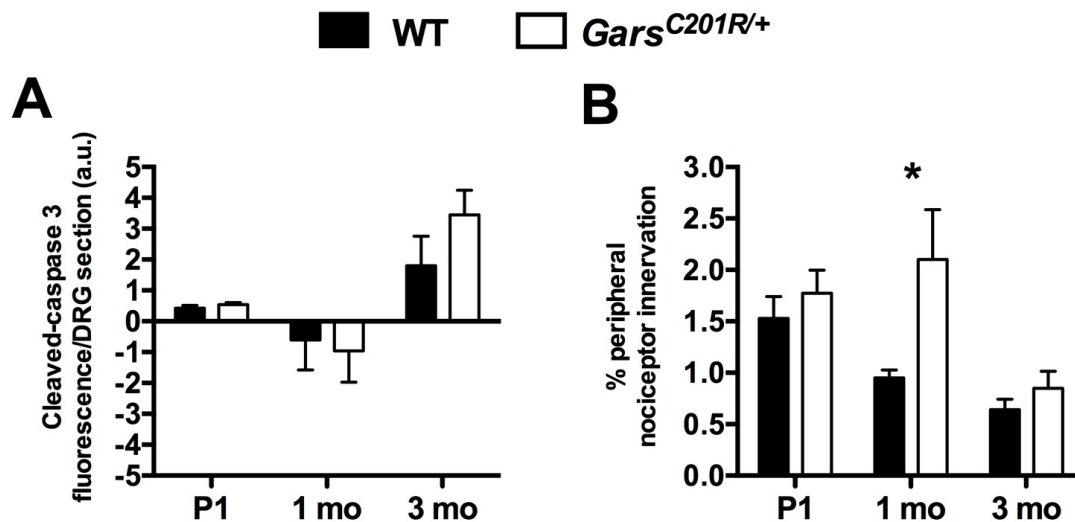 WT
Gars^C201R/+
A
Cleaved-caspase 3
fluorescence/DRG section (a.u.)
5
4
3
2
1
0
-1
-2
-3
-4
-5
P1
1 mo
3 mo
B
% peripheral
nociceptor innervation
3.0
2.5
2.0
1.5
1.0
0.5
0.0
*
P1
1 mo
3 mo